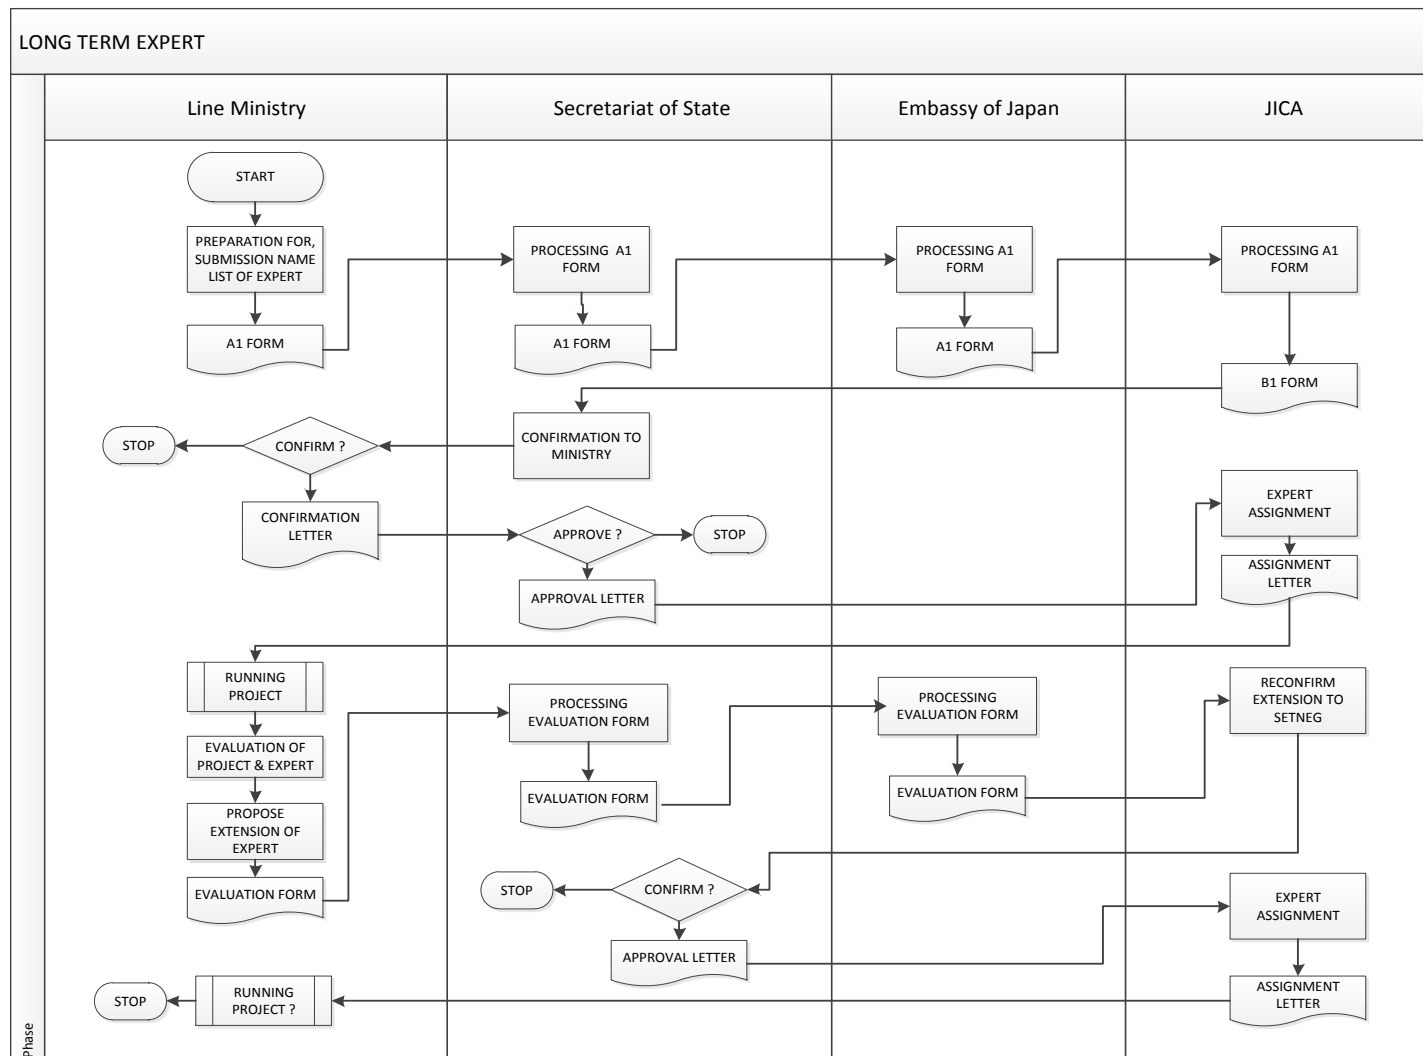 LONG TERM EXPERT
Line Ministry
Secretariat of State
Embassy of Japan
JICA
START
PREPARATION FOR,
SUBMISSION NAME
LIST OF EXPERT
PROCESSING A1
FORM
PROCESSING A1
FORM
PROCESSING A1
FORM
A1 FORM
A1 FORM
A1 FORM
B1 FORM
STOP
CONFIRM ?
CONFIRMATION TO
MINISTRY
CONFIRMATION
LETTER
APPROVE ?
STOP
EXPERT
ASSIGNMENT
APPROVAL LETTER
ASSIGNMENT
LETTER
RUNNING
PROJECT
PROCESSING
EVALUATION FORM
PROCESSING
EVALUATION FORM
RECONFIRM
EXTENSION TO
SETNEG
EVALUATION OF
PROJECT & EXPERT
EVALUATION FORM
EVALUATION FORM
PROPOSE
EXTENSION OF
EXPERT
EVALUATION FORM
STOP
CONFIRM ?
EXPERT
ASSIGNMENT
APPROVAL LETTER
STOP
RUNNING
PROJECT ?
ASSIGNMENT
LETTER
Phase